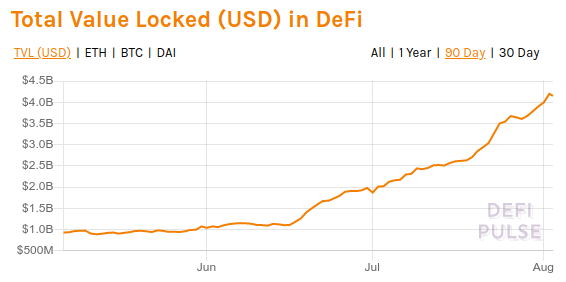 Total Value Locked (USD) in DeFi
TVL (USD) | ETH | BTC | DAI
All | 1 Year | 90 Day | 30 Day
$4.5B
$4.0B
$3.5B
$3.0B
$2.5B
$2.0B
$1.5B
$1.0B
$500M
DEFI
PULSE
Jun
Jul
Aug